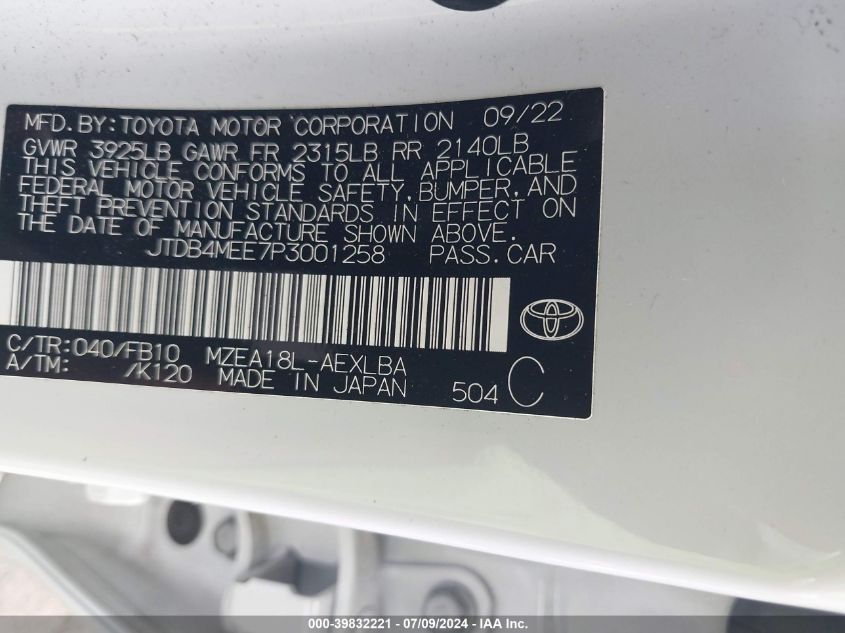 MFD.BY:TOYOTA MOTOR CORPORATION 09/22
GVWR 3925LB GAWR FR 2315LB RR 2140LB
THIS VEHICLE CONFORMS TO ALL APPLICABLE
FEDERAL MOTOR VEHICLE SAFETY,BUMPER,AND
THEFT PREVENTION STANDARDS IN EFFECT ON
THE DATE OF MANUFACTURE SHOWN ABOVE.
JTDB4MEE7P3001258 PASS.CAR
C/TR:040/FB10 MZEA18L-AEXLBA
A/TM: /K120 MADE IN JAPAN 504 C
000-39832221 - 07/09/2024 - IAA Inc.